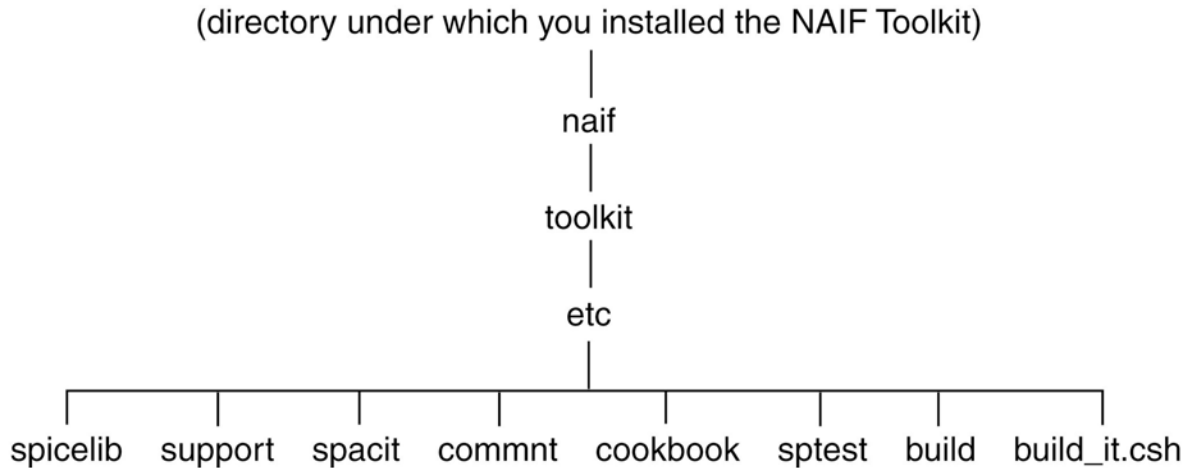 (directory under which you installed the NAIF Toolkit)
naif
toolkit
etc
spicelib support spacit commnt cookbook sptest build build_it.csh